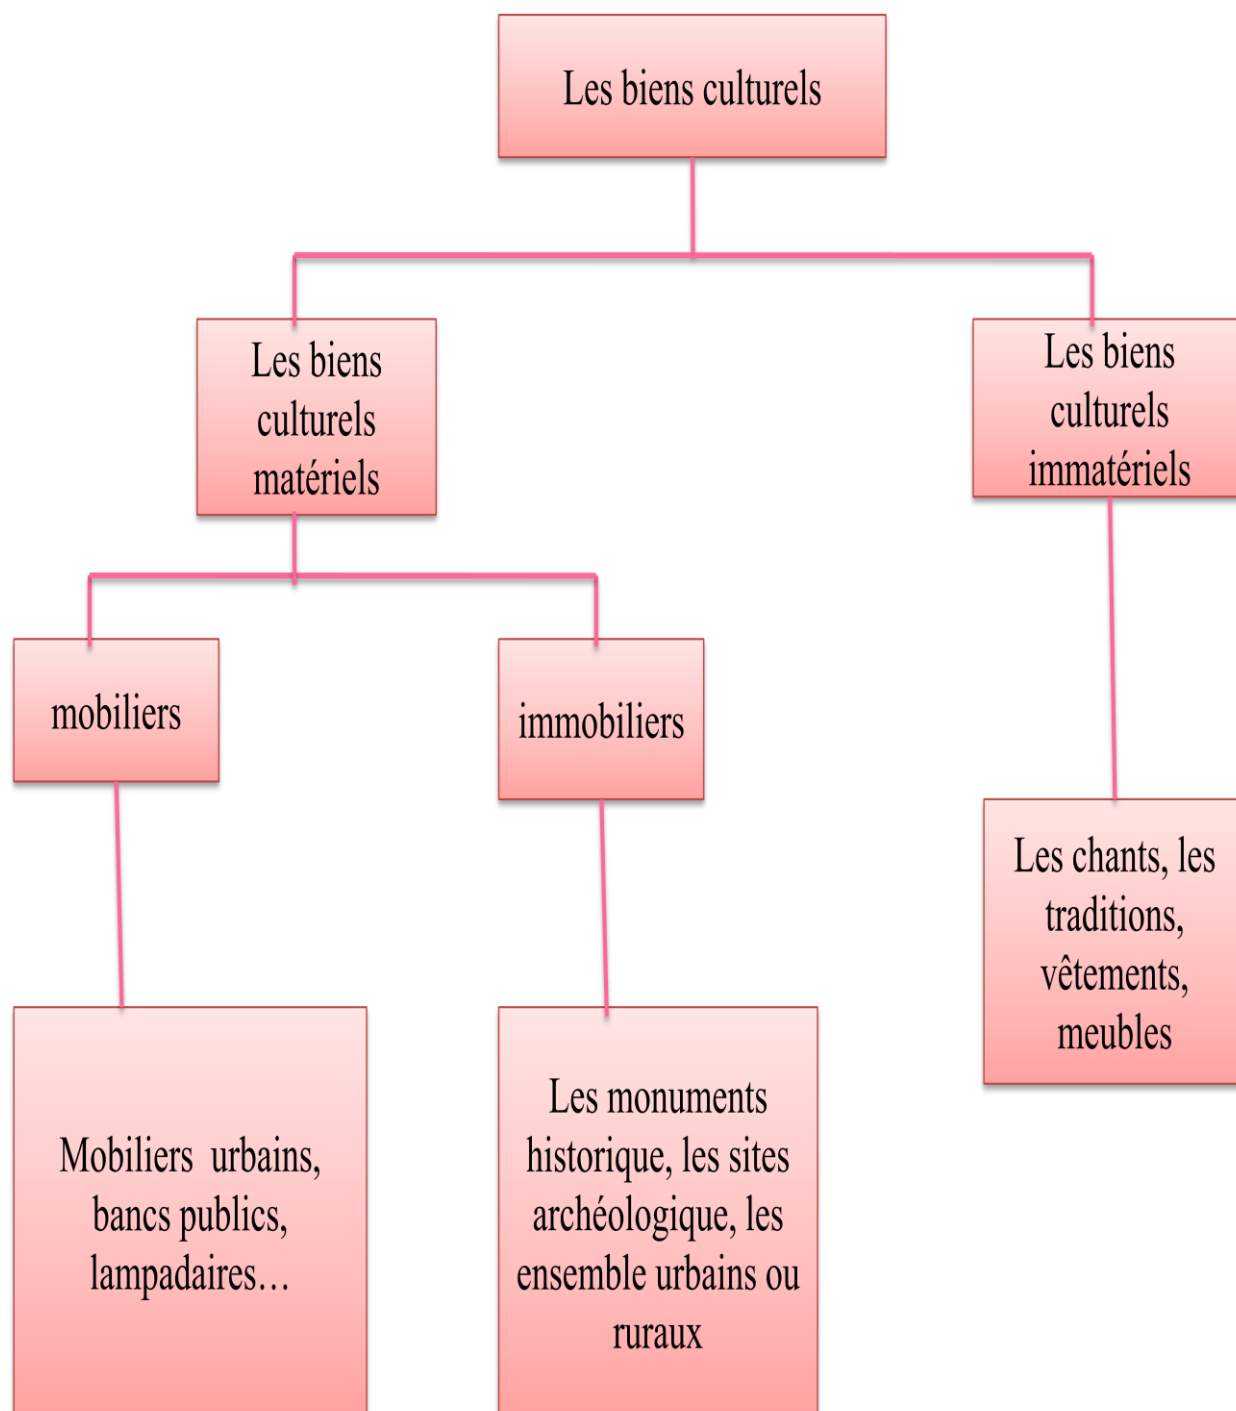 Les biens culturels
Les biens
culturels
matériels
Les biens
culturels
immatériels
mobiliers
immobiliers
Les chants, les
traditions,
vêtements,
meubles
Mobiliers  urbains,
bancs publics,
lampadaires…
Les monuments
historique, les sites
archéologique, les
ensemble urbains ou
ruraux